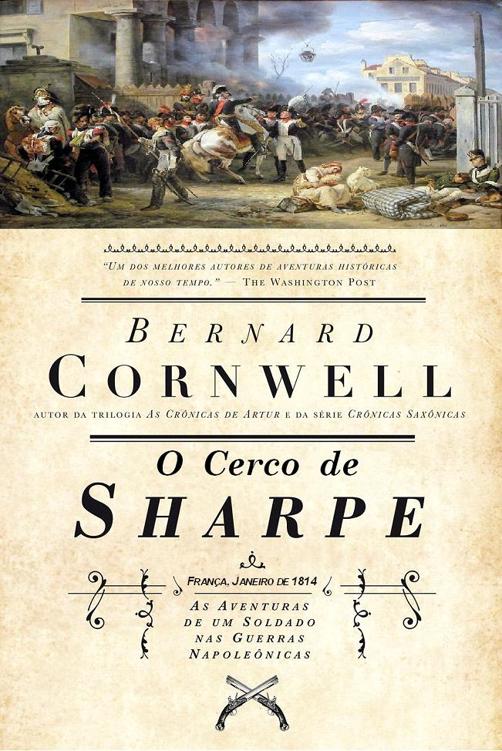 “Um dos melhores autores de aventuras históricas
de nosso tempo.” — The Washington Post
Bernard
Cornwell
autor da trilogia As Crônicas de Artur e da série Crônicas Saxônicas
O Cerco de
Sharpe
França, Janeiro de 1814
As Aventuras
de um Soldado
nas Guerras
Napoleônicas